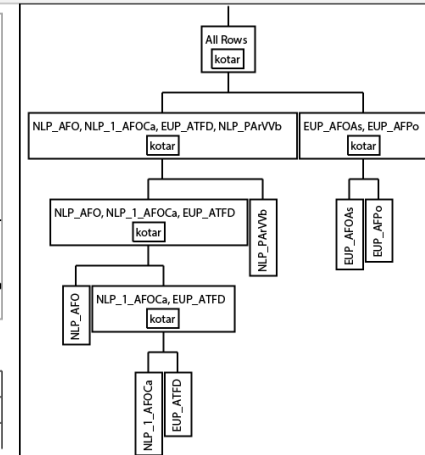 All Rows
kotar
NLP_AFO, NLP_1_AFOCa, EUP_ATFD, NLP_PArVVb
kotar
EUP_AFOAs, EUP_AFPo
kotar
NLP_AFO, NLP_1_AFOCa, EUP_ATFD
kotar
NLP_PArVVb
EUP_AFOAs
EUP_AFPo
NLP_AFO
NLP_1_AFOCa, EUP_ATFD
kotar
NLP_1_AFOCa
EUP_ATFD